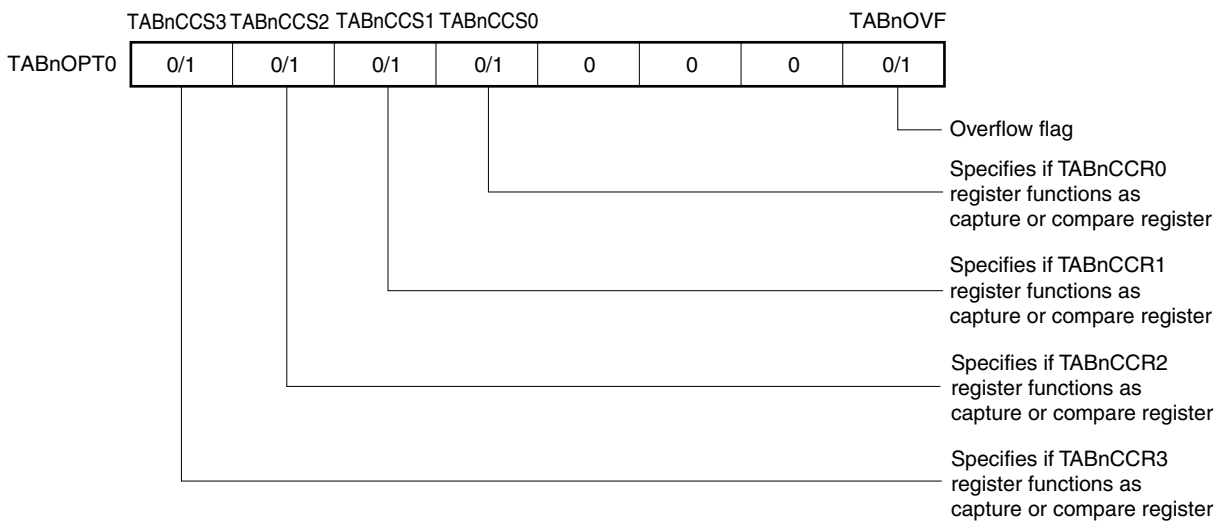 TABnCCS3 TABnCCS2 TABnCCS1 TABnCCS0 TABnOVF
TABnOPT0 0/1 0/1 0/1 0/1 0 0 0 0/1
Overflow flag
Specifies if TABnCCR0
register functions as
capture or compare register
Specifies if TABnCCR1
register functions as
capture or compare register
Specifies if TABnCCR2
register functions as
capture or compare register
Specifies if TABnCCR3
register functions as
capture or compare register